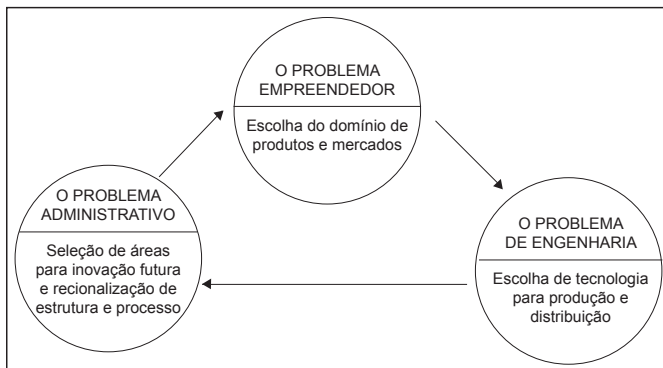 O PROBLEMA
EMPREENDEDOR
Escolha do domínio de
produtos e mercados
O PROBLEMA
ADMINISTRATIVO
Seleção de áreas
para inovação futura
e recionalização de
estrutura e processo
O PROBLEMA
DE ENGENHARIA
Escolha de tecnologia
para produção e
distribuição